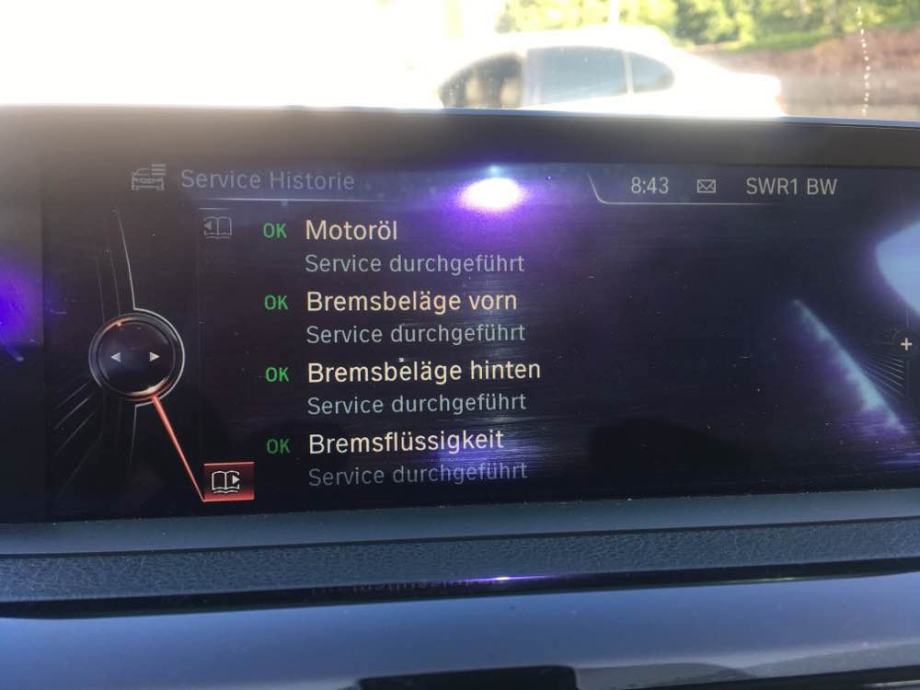 Service Historie
8:43 SWR1 BW
OK Motoröl
Service durchgeführt
OK Bremsbeläge vorn
Service durchgeführt
OK Bremsbeläge hinten
Service durchgeführt
OK Bremsflüssigkeit
Service durchgeführt